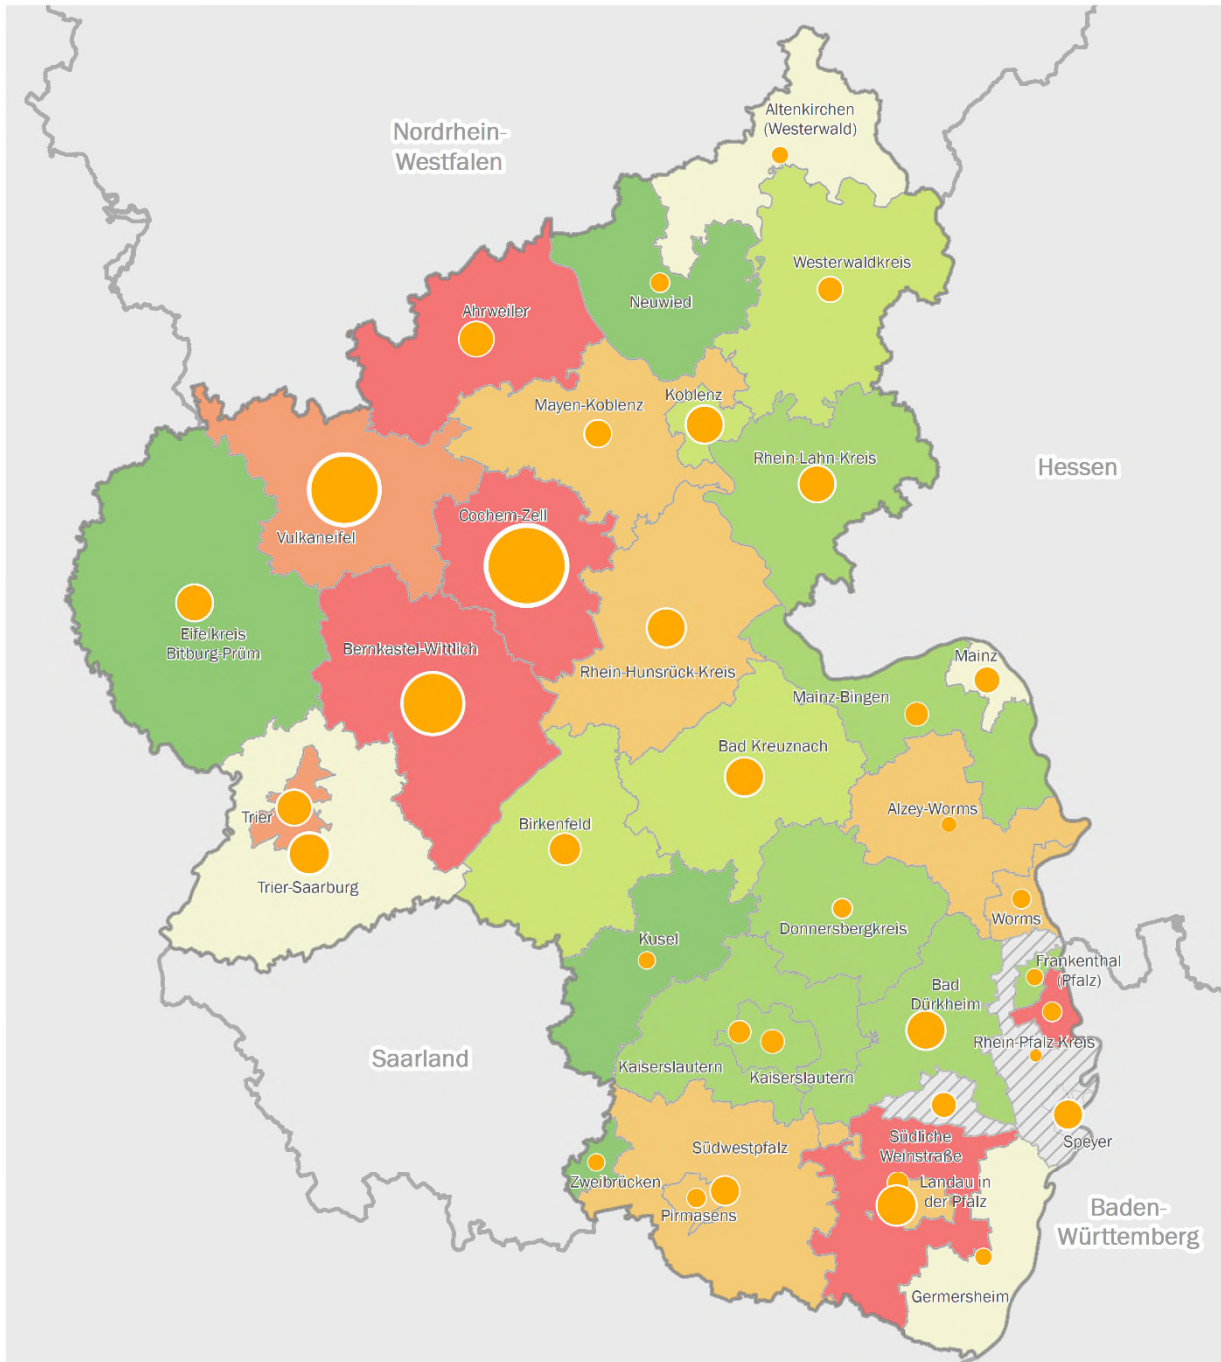 Altenkirchen
(Westerwald)
Nordrhein-
Westfalen
Westerwaldkreis
Neuwied
Ahrweiler
Koblenz
Mayen-Koblenz
Rhein-Lahn-Kreis
Hessen
Cochem-Zell
Vulkaneifel
Eifelkreis
Bitburg-Prüm
Bernkastel-Wittlich
Rhein-Hunsrück-Kreis
Mainz
Mainz-Bingen
Bad Kreuznach
Alzey-Worms
Trier
Birkenfeld
Trier-Saarburg
Worms
Donnersbergkreis
Kusel
Frankenthal
(Pfalz)
Bad
Dürkheim
Rhein-Pfalz-Kreis
Saarland
Kaiserslautern
Kaiserslautern
Südliche
Weinstraße
Speyer
Südwestpfalz
Zweibrücken
Landau in
der Pfalz
Pirmasens
Baden-
Württemberg
Germersheim